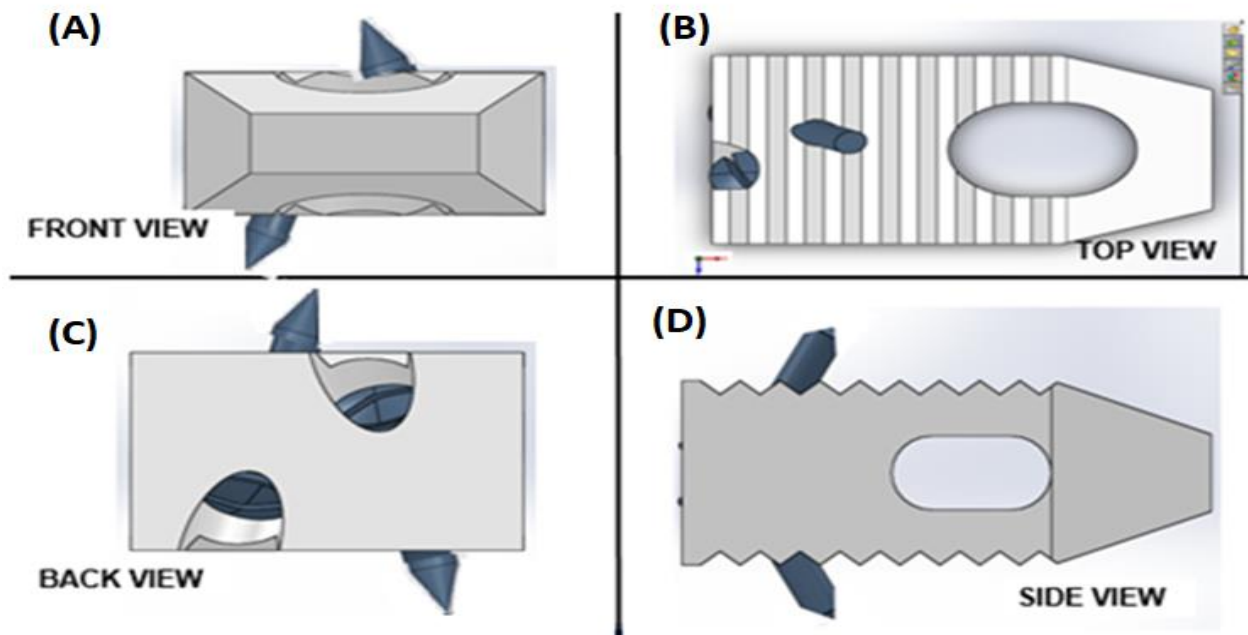 (A)
FRONT VIEW
(B)
TOP VIEW
(C)
BACK VIEW
(D)
SIDE VIEW